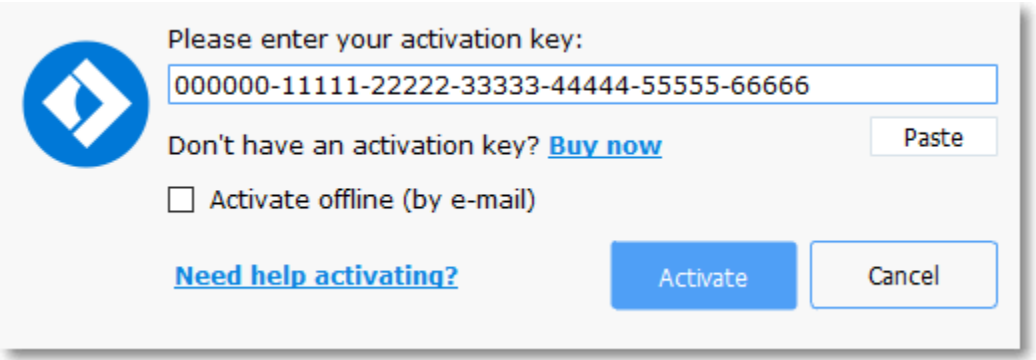 Please enter your activation key:
000000-11111-22222-33333-44444-55555-66666
Don't have an activation key? Buy now
Paste
Activate offline (by e-mail)
Need help activating?
Activate
Cancel